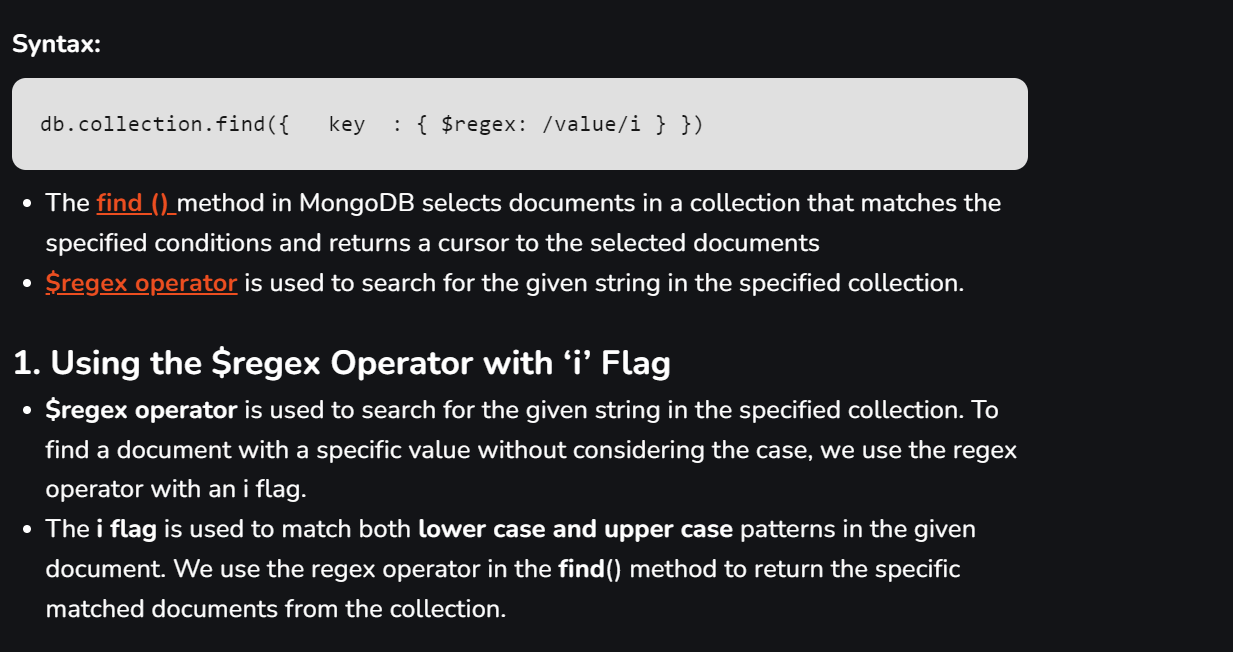 Syntax:
db.collection.find({   key  : { $regex: /value/i } })
• The find () method in MongoDB selects documents in a collection that matches the
specified conditions and returns a cursor to the selected documents
• $regex operator is used to search for the given string in the specified collection.
1. Using the $regex Operator with ‘i’ Flag
• $regex operator is used to search for the given string in the specified collection. To
find a document with a specific value without considering the case, we use the regex
operator with an i flag.
• The i flag is used to match both lower case and upper case patterns in the given
document. We use the regex operator in the find() method to return the specific
matched documents from the collection.